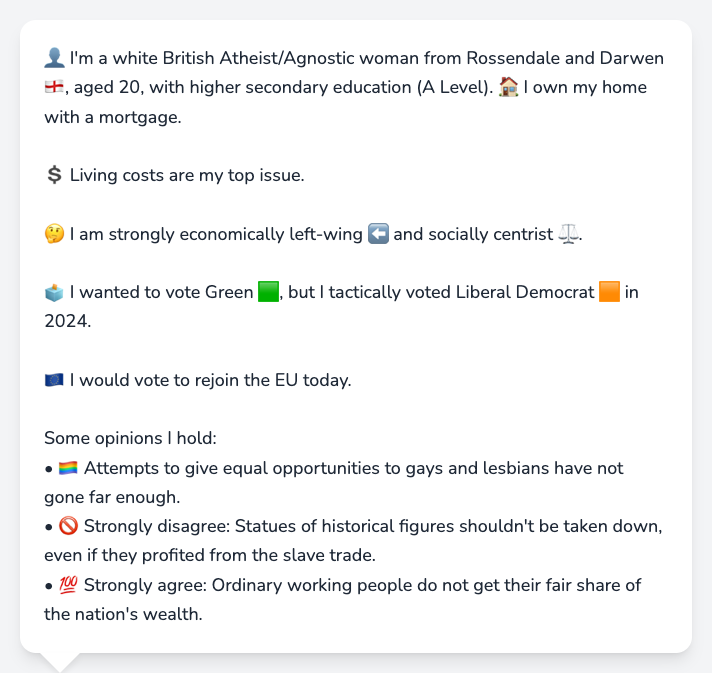 👤 I'm a white British Atheist/Agnostic woman from Rossendale and Darwen
🏴󠁧󠁢󠁥󠁮󠁧󠁿, aged 20, with higher secondary education (A Level). 🏠 I own my home
with a mortgage.
💲 Living costs are my top issue.
🤔 I am strongly economically left-wing ⬅️ and socially centrist ⚖️.
🗳️ I wanted to vote Green 🟩, but I tactically voted Liberal Democrat 🟧 in
2024.
🇪🇺 I would vote to rejoin the EU today.
Some opinions I hold:
• 🏳️‍🌈 Attempts to give equal opportunities to gays and lesbians have not
gone far enough.
• 🚫 Strongly disagree: Statues of historical figures shouldn't be taken down,
even if they profited from the slave trade.
• 💯 Strongly agree: Ordinary working people do not get their fair share of
the nation's wealth.